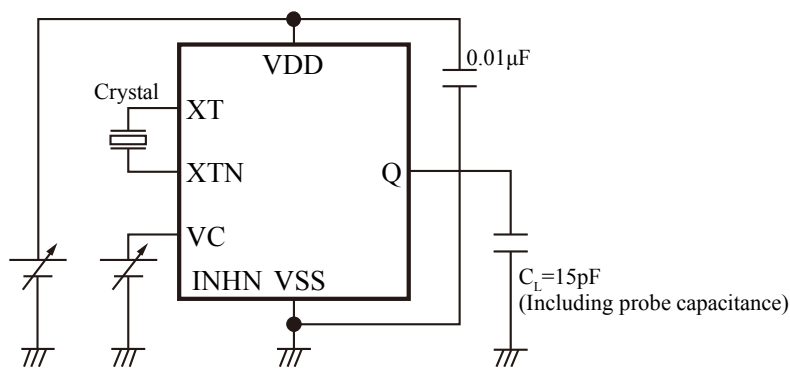 VDD
0.01μF
Crystal
XT
XTN
Q
VC
INHN VSS
C_L=15pF
(Including probe capacitance)